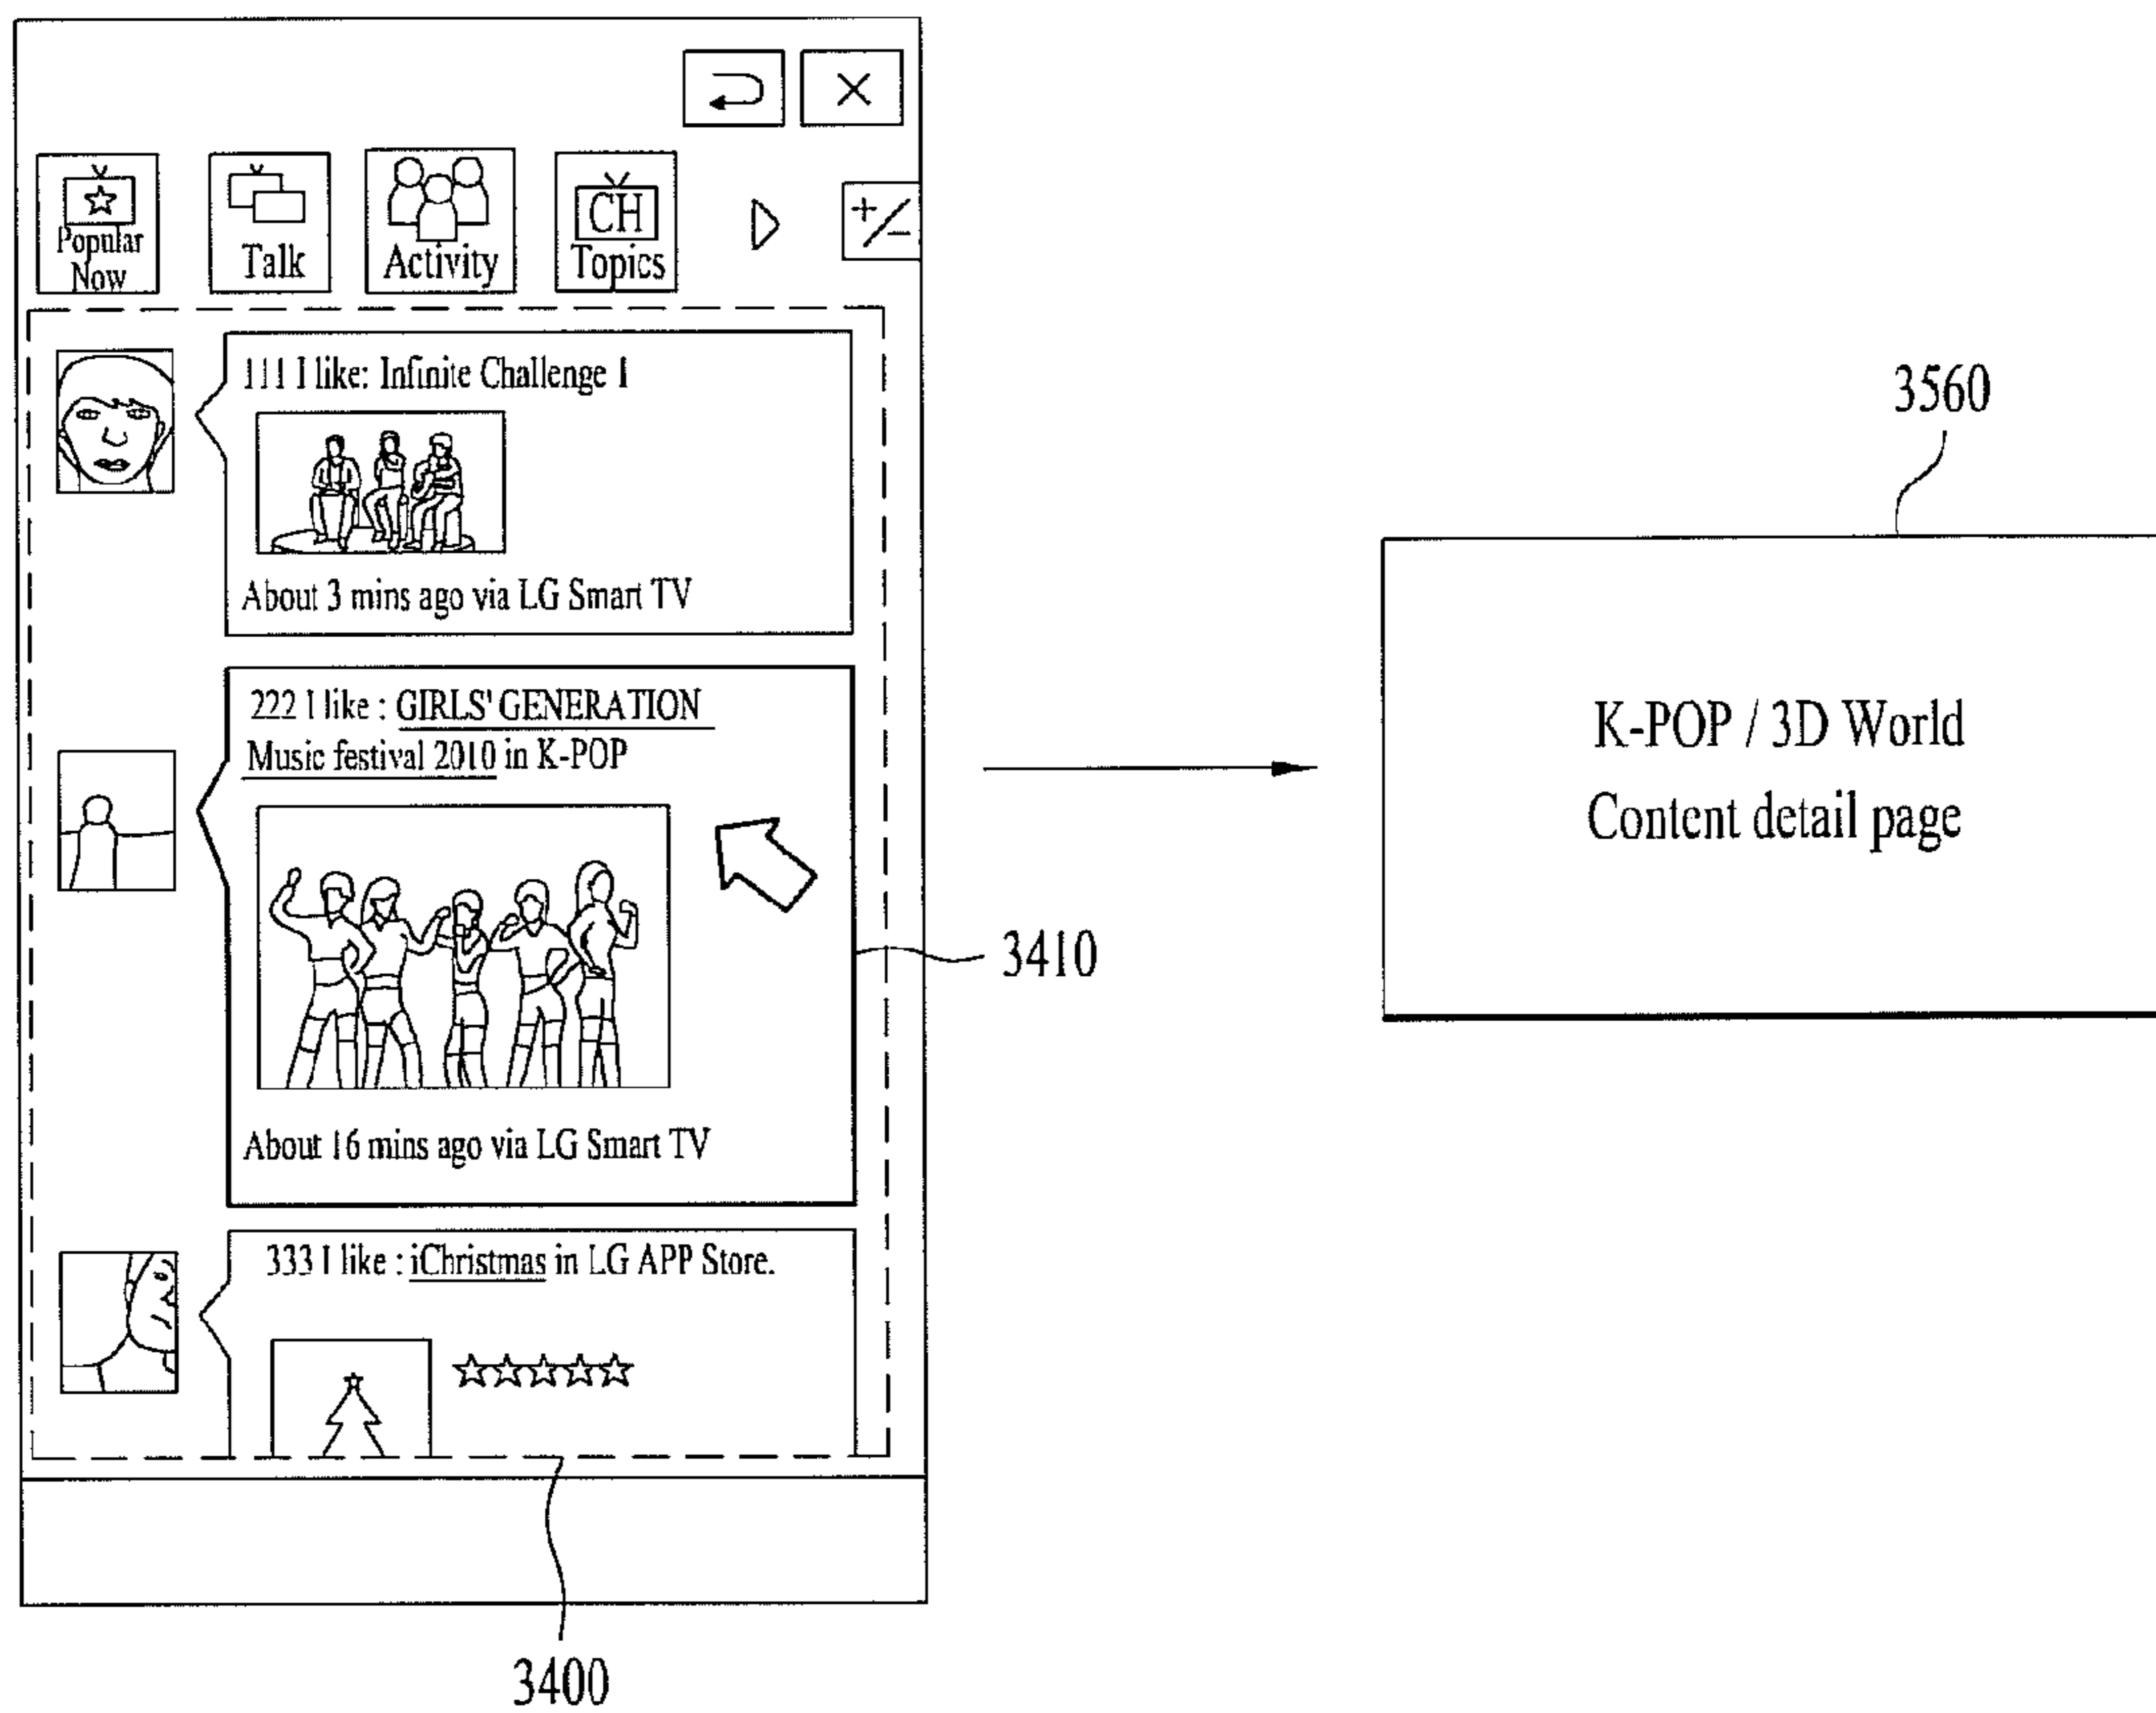 Popular
Now
Talk
Activity
CH
Topics
+/-
111 I like: Infinite Challenge 1
About 3 mins ago via LG Smart TV
222 I like : GIRLS' GENERATION
Music festival 2010 in K-POP
About 16 mins ago via LG Smart TV
333 I like : iChristmas in LG APP Store.
3410
3400
3560
K-POP / 3D World
Content detail page